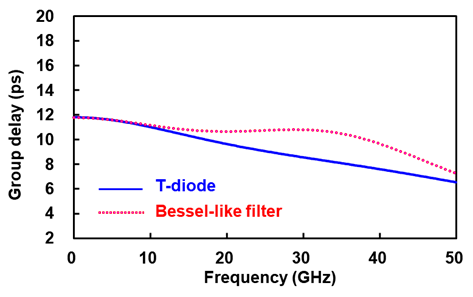 20
18
16
14
12
10
8
6
4
2
Group delay (ps)
T-diode
Bessel-like filter
0 10 20 30 40 50
Frequency (GHz)